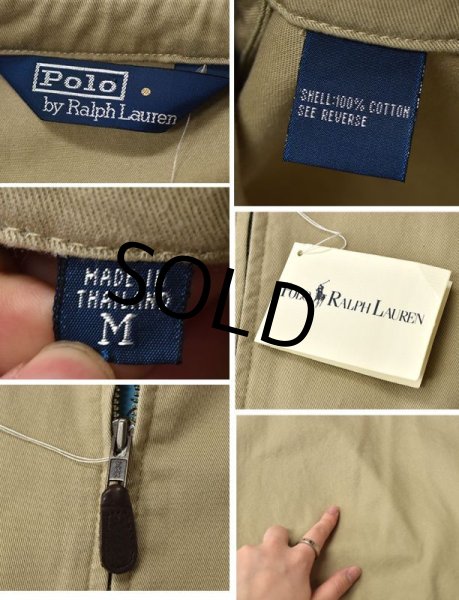 Polo
by Ralph Lauren
SHELL:100% COTTON
SEE REVERSE
MADE IN
THAILAND
M
SOLD
POLO RALPH LAUREN